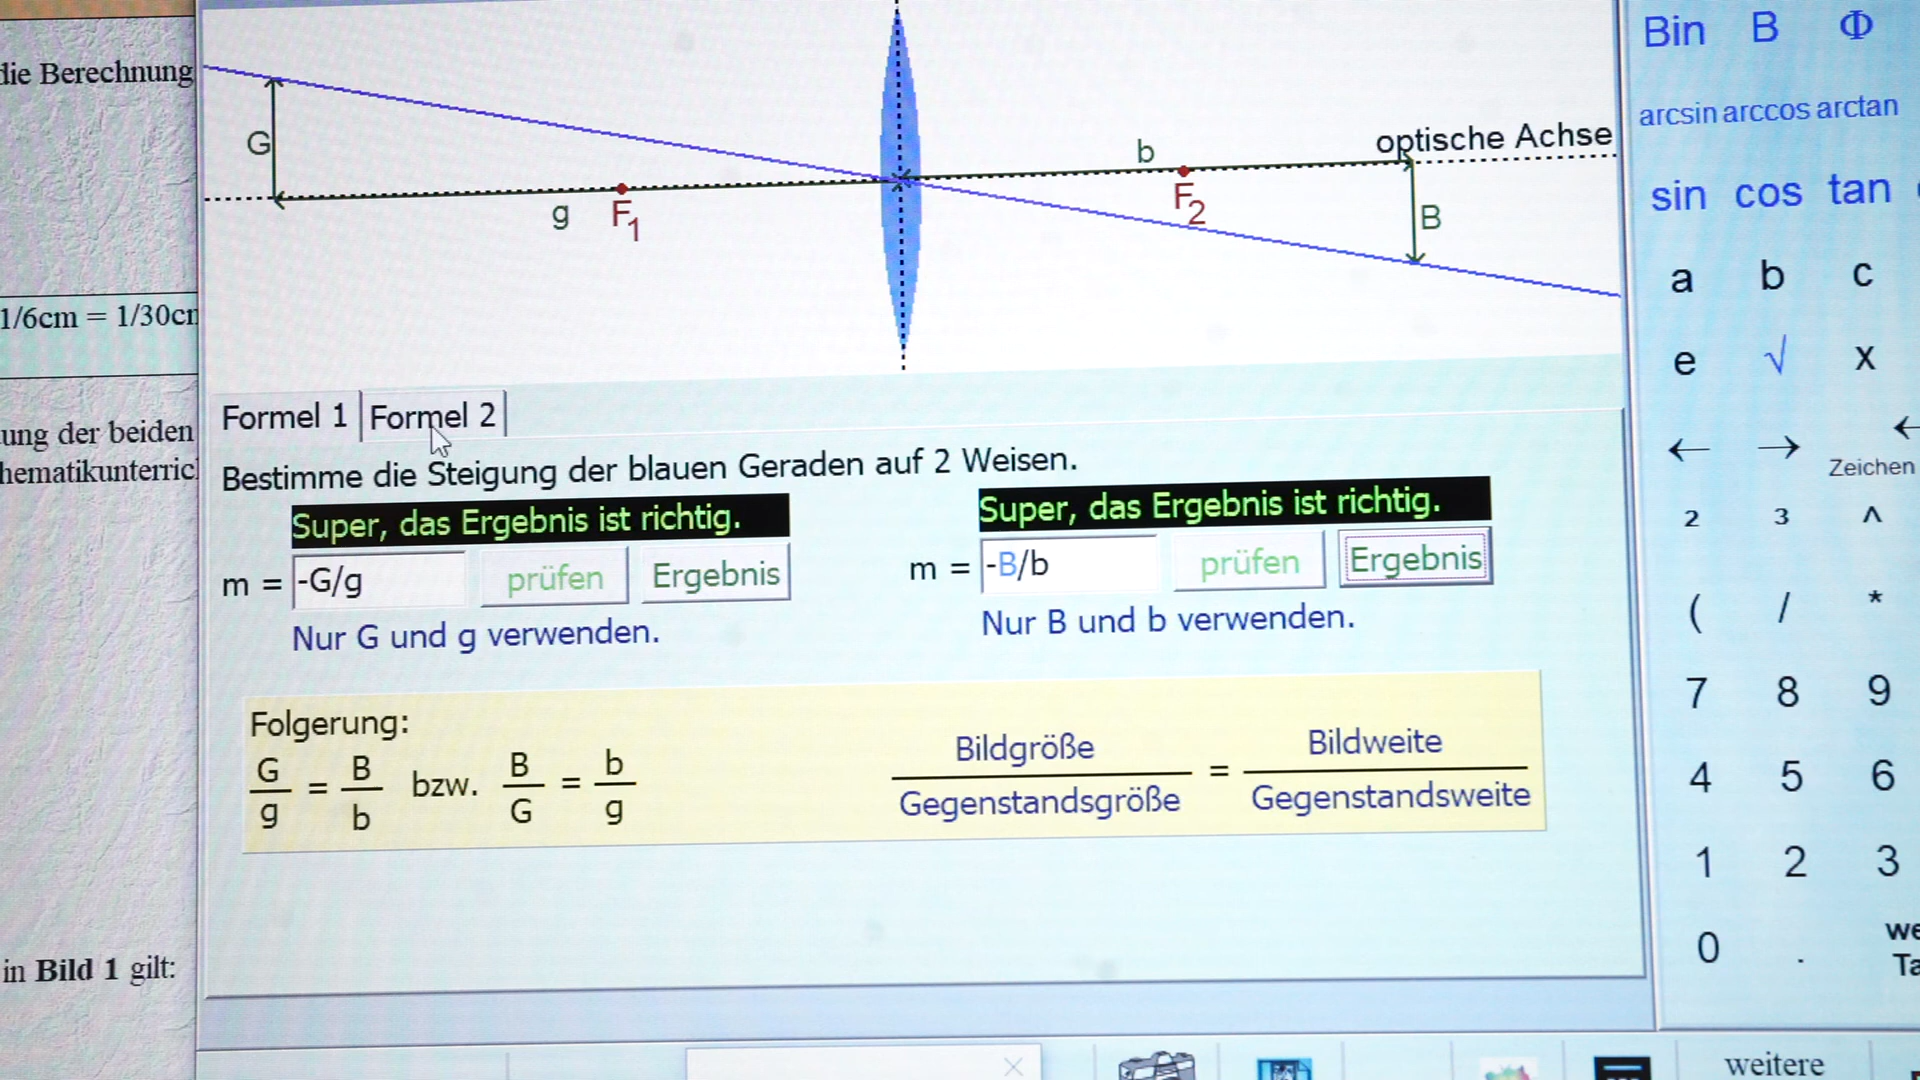 die Berechnung
1/6cm = 1/30cm
ung der beiden
hematikunterric
in Bild 1 gilt:
G
g
F1
b
F2
optische Achse
B
Formel 1
Formel 2
Bestimme die Steigung der blauen Geraden auf 2 Weisen.
Super, das Ergebnis ist richtig.
m = -G/g prüfen Ergebnis
Nur G und g verwenden.
Super, das Ergebnis ist richtig.
m = -B/b prüfen Ergebnis
Nur B und b verwenden.
Folgerung:
G/g = B/b bzw. B/G = b/g
Bildgröße/Gegenstandsgröße = Bildweite/Gegenstandsweite
Bin B Φ
arcsin arccos arctan
sin cos tan
a b c
e √ x
← → ←
Zeichen
2 3 ^
( / *
7 8 9
4 5 6
1 2 3
0 .
weitere